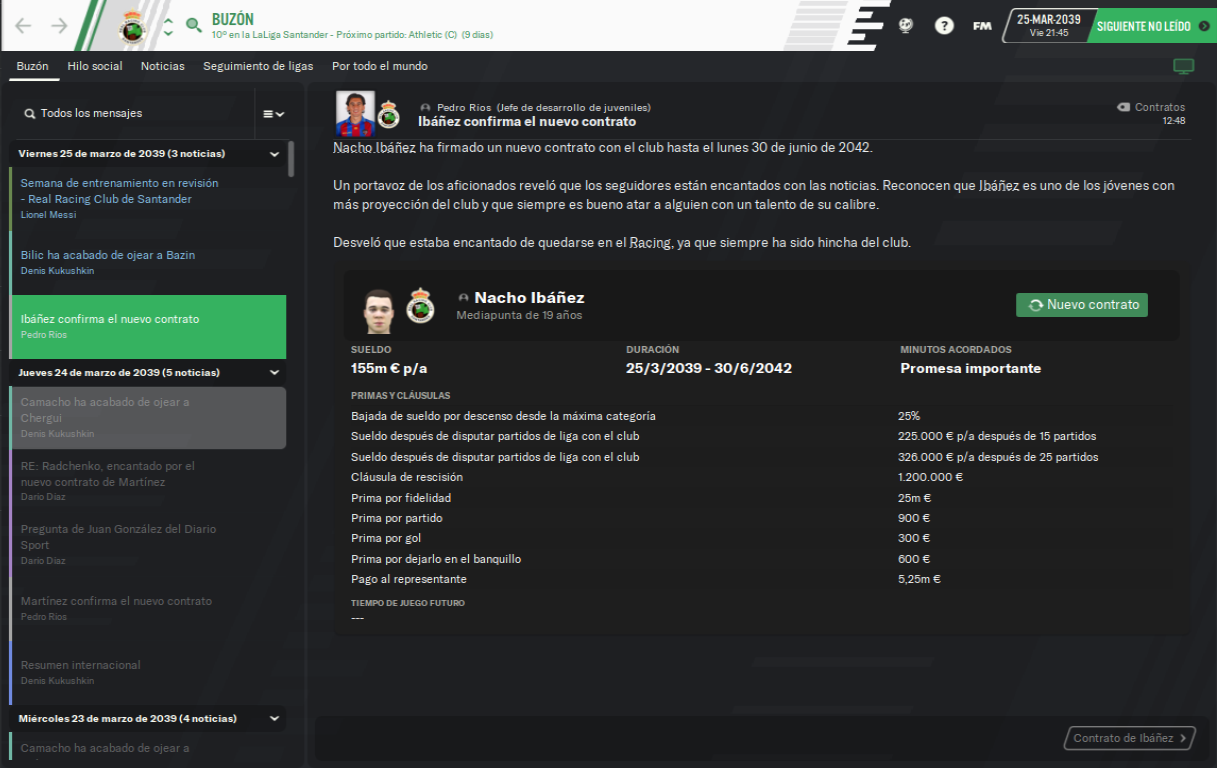 BUZÓN
10º en la LaLiga Santander - Próximo partido: Athletic (C) (9 días)
FM
25-MAR-2039
Vie 21:45
SIGUIENTE NO LEÍDO
Buzón
Hilo social
Noticias
Seguimiento de ligas
Por todo el mundo
Todos los mensajes
Viernes 25 de marzo de 2039 (3 noticias)
Semana de entrenamiento en revisión
- Real Racing Club de Santander
Lionel Messi
Bilic ha acabado de ojear a Bazin
Denis Kukushkin
Ibáñez confirma el nuevo contrato
Pedro Ríos
Jueves 24 de marzo de 2039 (5 noticias)
Camacho ha acabado de ojear a
Chergui
Denis Kukushkin
RE: Radchenko, encantado por el
nuevo contrato de Martínez
Darío Díaz
Pregunta de Juan González del Diario
Sport
Darío Díaz
Martínez confirma el nuevo contrato
Pedro Ríos
Resumen internacional
Denis Kukushkin
Miércoles 23 de marzo de 2039 (4 noticias)
Camacho ha acabado de ojear a
Pedro Ríos (Jefe de desarrollo de juveniles)
Ibáñez confirma el nuevo contrato
Contratos
12:48
Nacho Ibáñez ha firmado un nuevo contrato con el club hasta el lunes 30 de junio de 2042.
Un portavoz de los aficionados reveló que los seguidores están encantados con las noticias. Reconocen que Ibáñez es uno de los jóvenes con
más proyección del club y que siempre es bueno atar a alguien con un talento de su calibre.
Desveló que estaba encantado de quedarse en el Racing, ya que siempre ha sido hincha del club.
Nacho Ibáñez
Mediapunta de 19 años
Nuevo contrato
SUELDO
DURACIÓN
MINUTOS ACORDADOS
155m € p/a
25/3/2039 - 30/6/2042
Promesa importante
PRIMAS Y CLÁUSULAS
Bajada de sueldo por descenso desde la máxima categoría
25%
Sueldo después de disputar partidos de liga con el club
225.000 € p/a después de 15 partidos
Sueldo después de disputar partidos de liga con el club
326.000 € p/a después de 25 partidos
Cláusula de rescisión
1.200.000 €
Prima por fidelidad
25m €
Prima por partido
900 €
Prima por gol
300 €
Prima por dejarlo en el banquillo
600 €
Pago al representante
5,25m €
TIEMPO DE JUEGO FUTURO
---
Contrato de Ibáñez